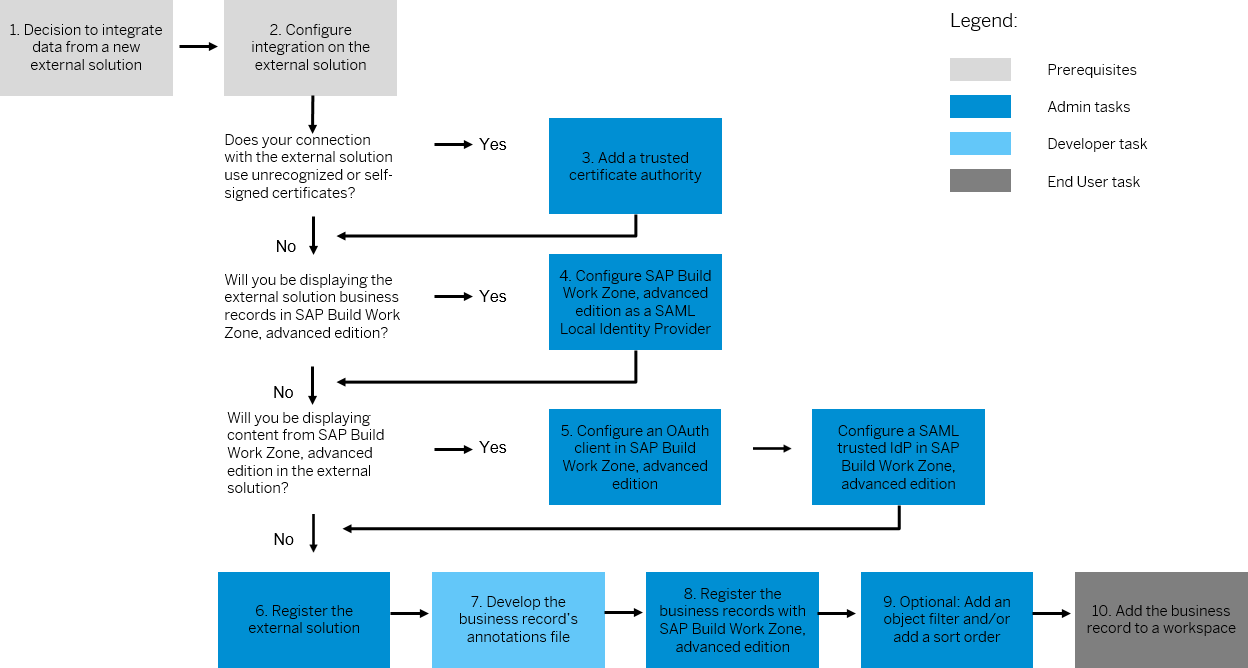 1. Decision to integrate
data from a new
external solution
2. Configure
integration on the
external solution
Legend:
Prerequisites
Admin tasks
Developer task
End User task
Does your connection
with the external solution
use unrecognized or self-
signed certificates?
Yes
3. Add a trusted
certificate authority
No
Will you be displaying the
external solution business
records in SAP Build Work
Zone, advanced edition?
Yes
4. Configure SAP Build
Work Zone, advanced
edition as a SAML
Local Identity Provider
No
Will you be displaying
content from SAP Build
Work Zone, advanced
edition in the external
solution?
Yes
5. Configure an OAuth
client in SAP Build
Work Zone, advanced
edition
Configure a SAML
trusted IdP in SAP
Build Work Zone,
advanced edition
No
6. Register the
external solution
7. Develop the
business record's
annotations file
8. Register the
business records with
SAP Build Work Zone,
advanced edition
9. Optional: Add an
object filter and/or
add a sort order
10. Add the business
record to a workspace